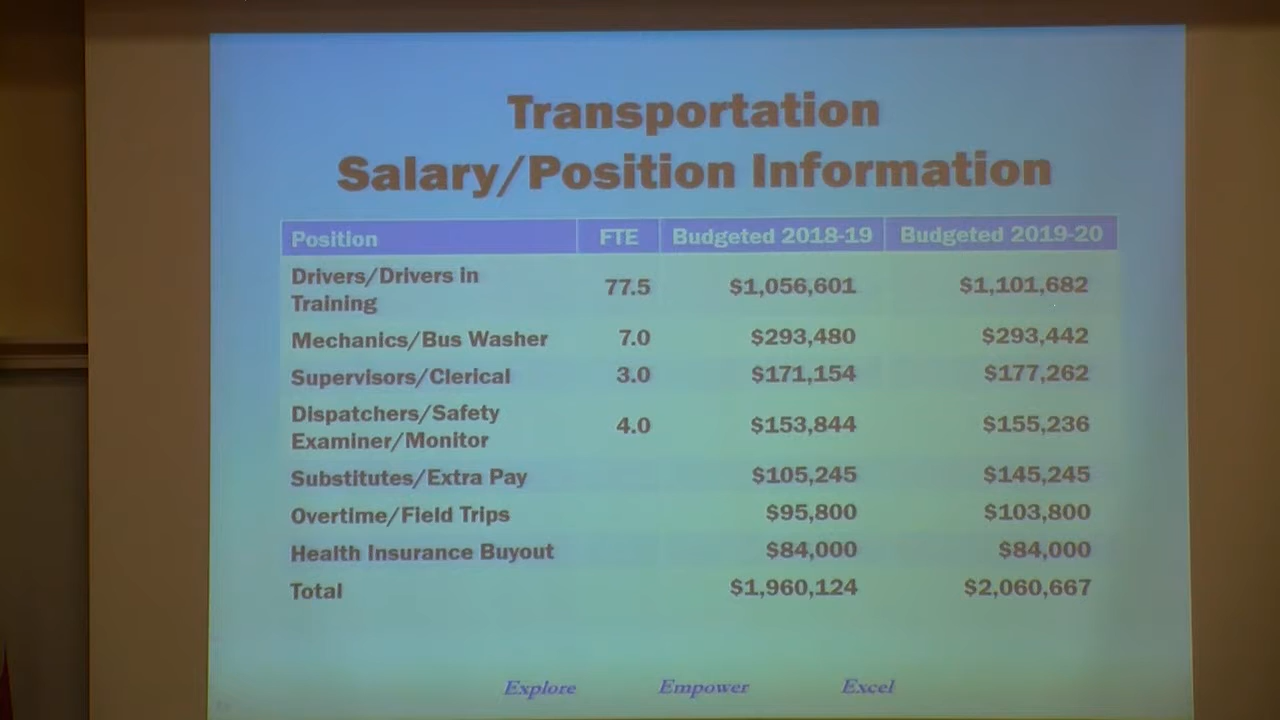 Transportation
Salary/Position Information
Position FTE Budgeted 2018-19 Budgeted 2019-20
Drivers/Drivers in
Training 77.5 $1,056,601 $1,101,682
Mechanics/Bus Washer 7.0 $293,480 $293,442
Supervisors/Clerical 3.0 $171,154 $177,262
Dispatchers/Safety
Examiner/Monitor 4.0 $153,844 $155,236
Substitutes/Extra Pay $105,245 $145,245
Overtime/Field Trips $95,800 $103,800
Health Insurance Buyout $84,000 $84,000
Total $1,960,124 $2,060,667
Explore Empower Excel